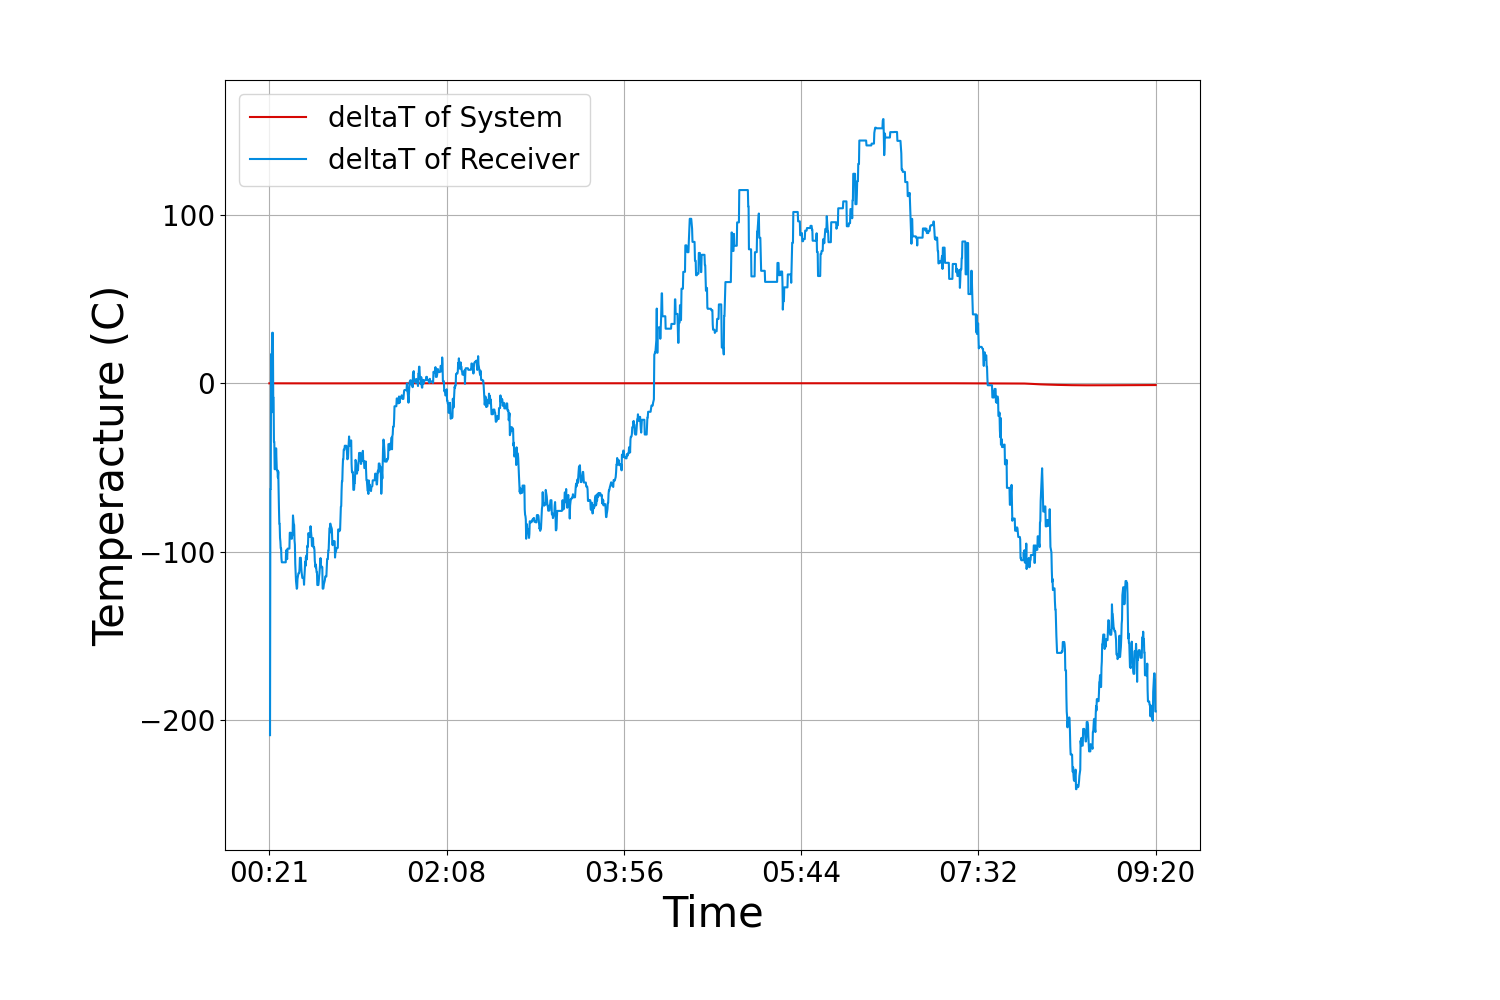 deltaT of System
deltaT of Receiver
100
0
−100
−200
Temperacture (C)
00:21 02:08 03:56 05:44 07:32 09:20
Time